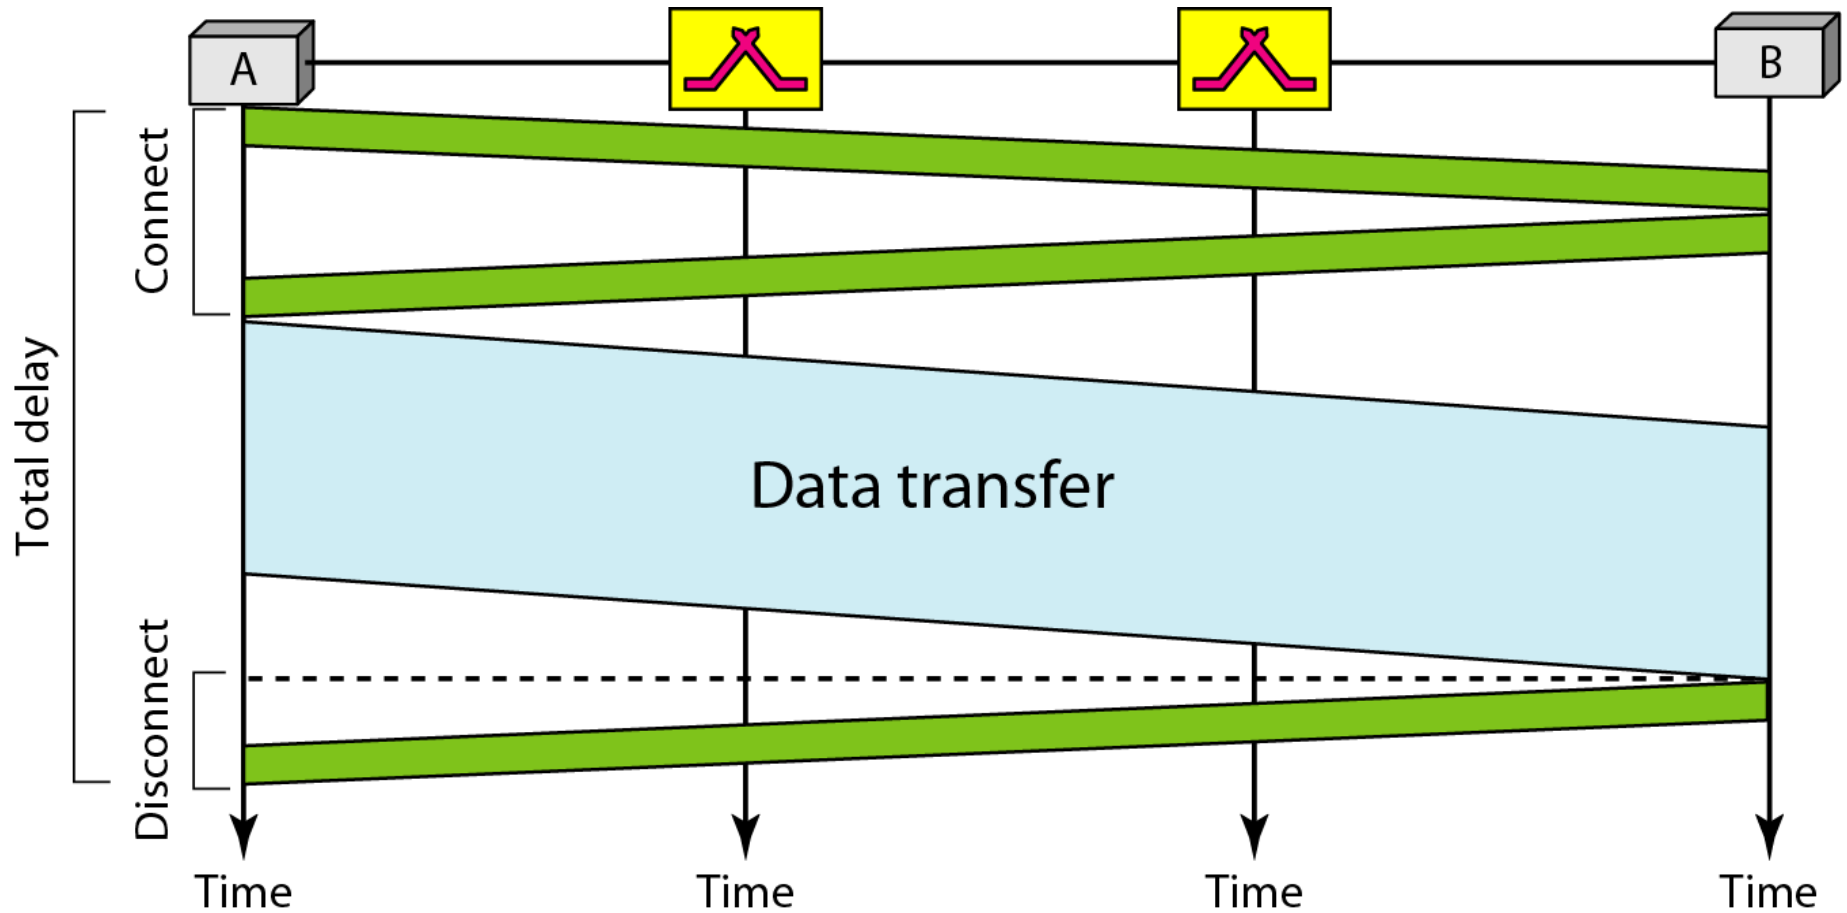 A
B
Connect
Total delay
Data transfer
Disconnect
Time
Time
Time
Time